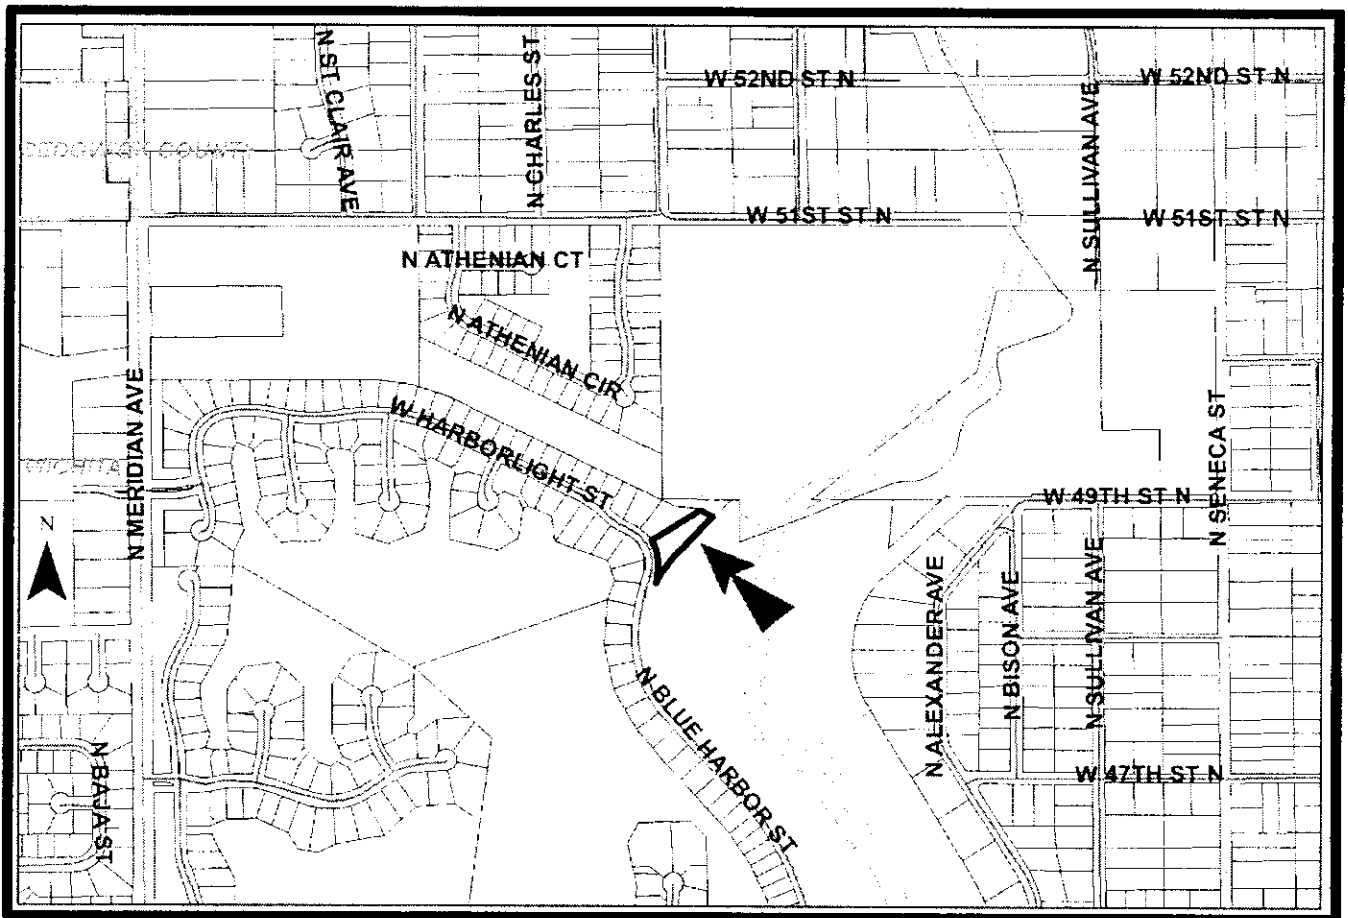 N ST CLAIR AVE
N CHARLES ST
W 52ND ST N
N SULLIVAN AVE
W 52ND ST N
SEDGWICK COUNTY
W 51ST ST N
W 51ST ST N
N ATHENIAN CT
N ATHENIAN CIR
N MERIDIAN AVE
W HARBORLIGHT ST
N SENECA ST
WICHITA
W 49TH ST N
N
N ALEXANDER AVE
N BISON AVE
N SULLIVAN AVE
N BLUE HARBOR ST
N BAJA ST
W 47TH ST N